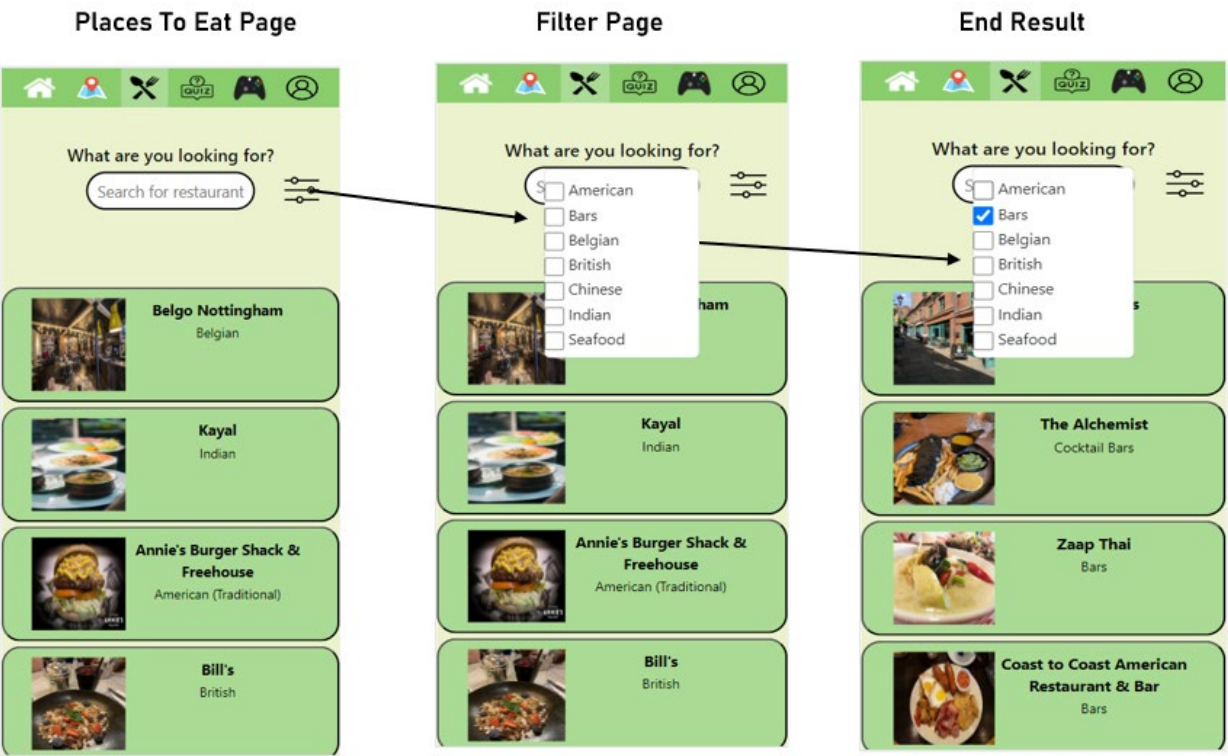 Places To Eat Page
Filter Page
End Result
QUIZ
What are you looking for?
Search for restaurant
Belgo Nottingham
Belgian
Kayal
Indian
Annie's Burger Shack &
Freehouse
American (Traditional)
Bill's
British
QUIZ
What are you looking for?
S
American
Bars
Belgian
British
Chinese
Indian
Seafood
ham
Kayal
Indian
Annie's Burger Shack &
Freehouse
American (Traditional)
Bill's
British
QUIZ
What are you looking for?
S
American
Bars
Belgian
British
Chinese
Indian
Seafood
s
The Alchemist
Cocktail Bars
Zaap Thai
Bars
Coast to Coast American
Restaurant & Bar
Bars